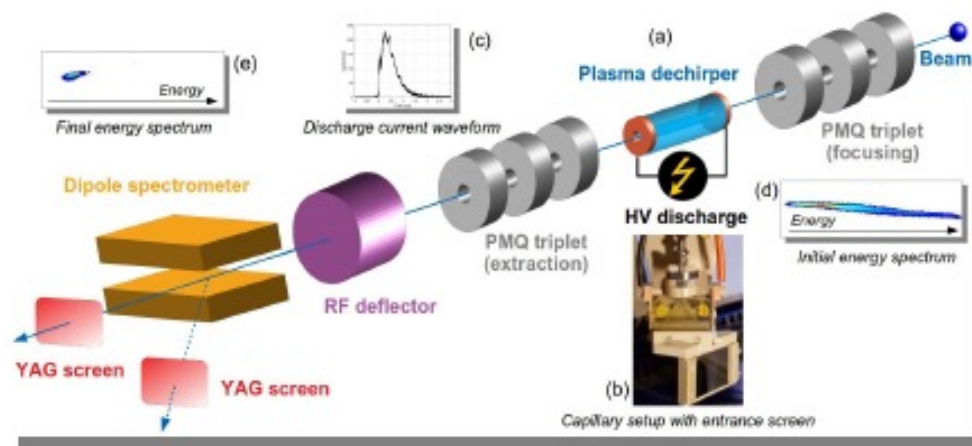 (a)
Beam
Plasma dechirper
PMQ triplet
(focusing)
(c)
Discharge current waveform
(e)
Energy
Final energy spectrum
Dipole spectrometer
HV discharge
(d)
Energy
Initial energy spectrum
PMQ triplet
(extraction)
RF deflector
YAG screen
YAG screen
(b)
Capillary setup with entrance screen